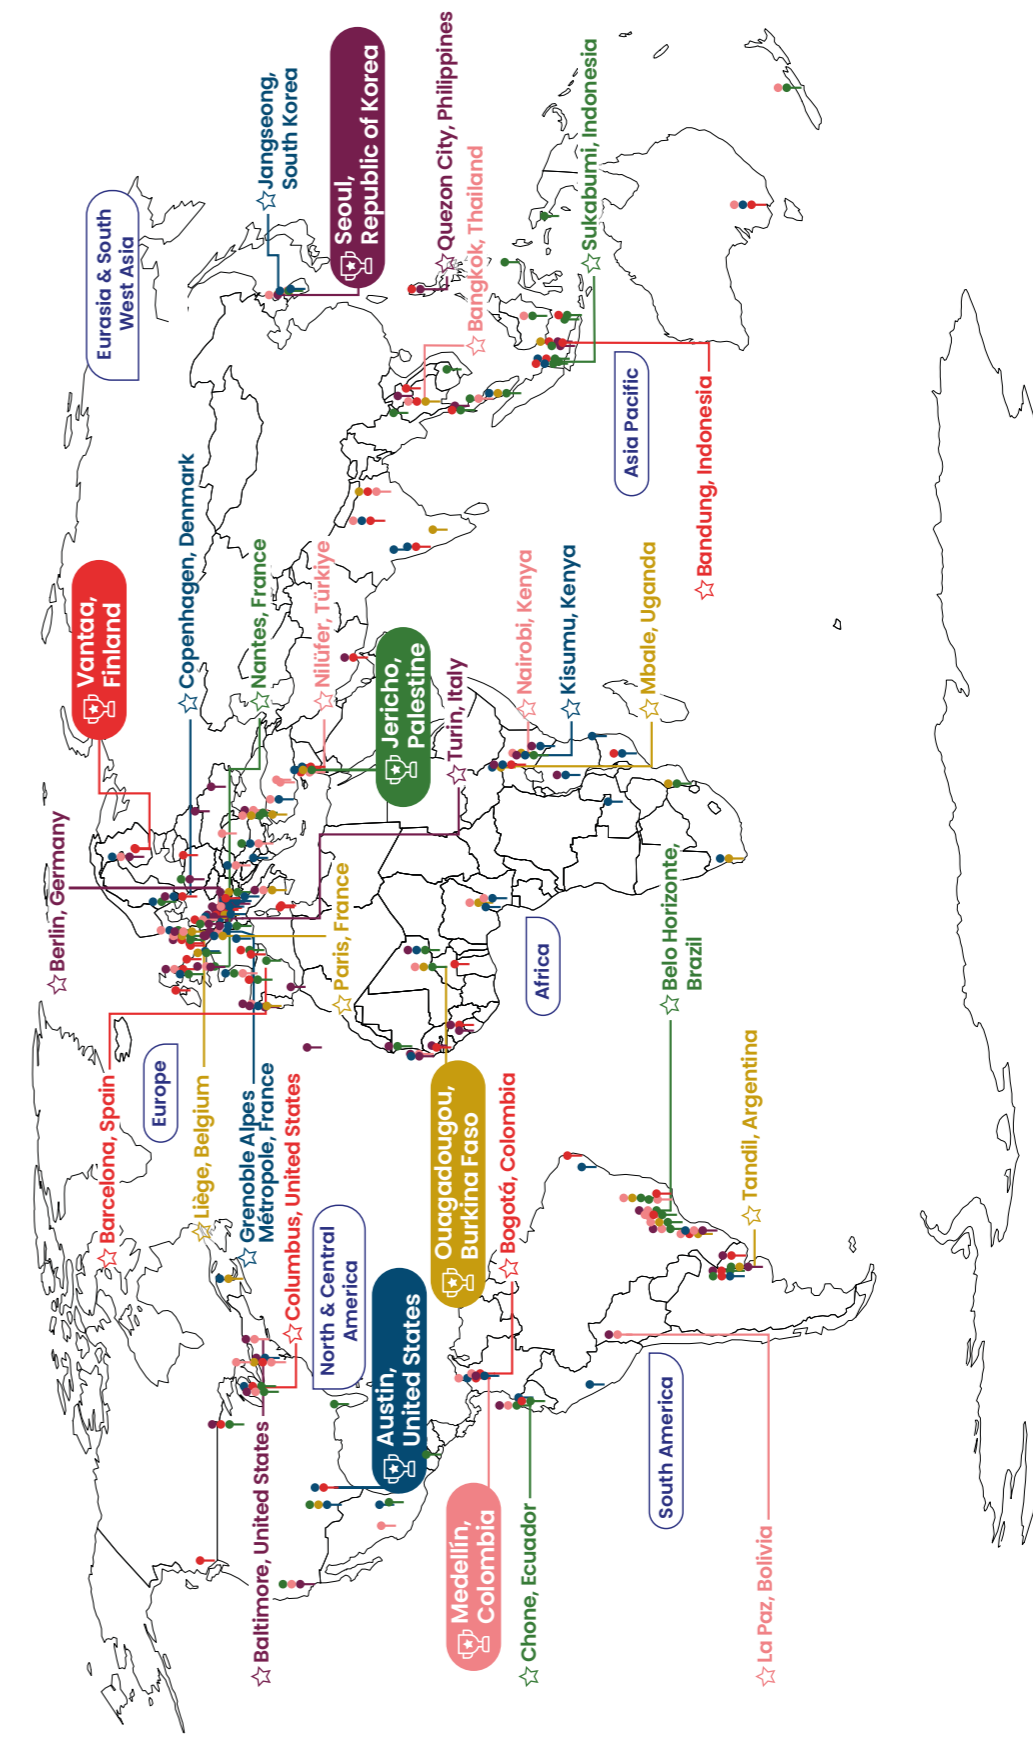 Eurasia & South
West Asia
Jangseong,
South Korea
Seoul,
Republic of Korea
Quezon City, Philippines
Bangkok, Thailand
Sukabumi, Indonesia
Asia Pacific
Bandung, Indonesia
Vantaa,
Finland
Copenhagen, Denmark
Nantes, France
Nilüfer, Türkiye
Jericho,
Palestine
Turin, Italy
Nairobi, Kenya
Kisumu, Kenya
Mbale, Uganda
Berlin, Germany
Paris, France
Africa
Belo Horizonte,
Brazil
Barcelona, Spain
Europe
Liège, Belgium
Grenoble Alpes
Métropole, France
Columbus, United States
North & Central
America
Ouagadougou,
Burkina Faso
Bogotá, Colombia
Tandil, Argentina
Baltimore, United States
Austin,
United States
Medellín,
Colombia
Chone, Ecuador
South America
La Paz, Bolivia